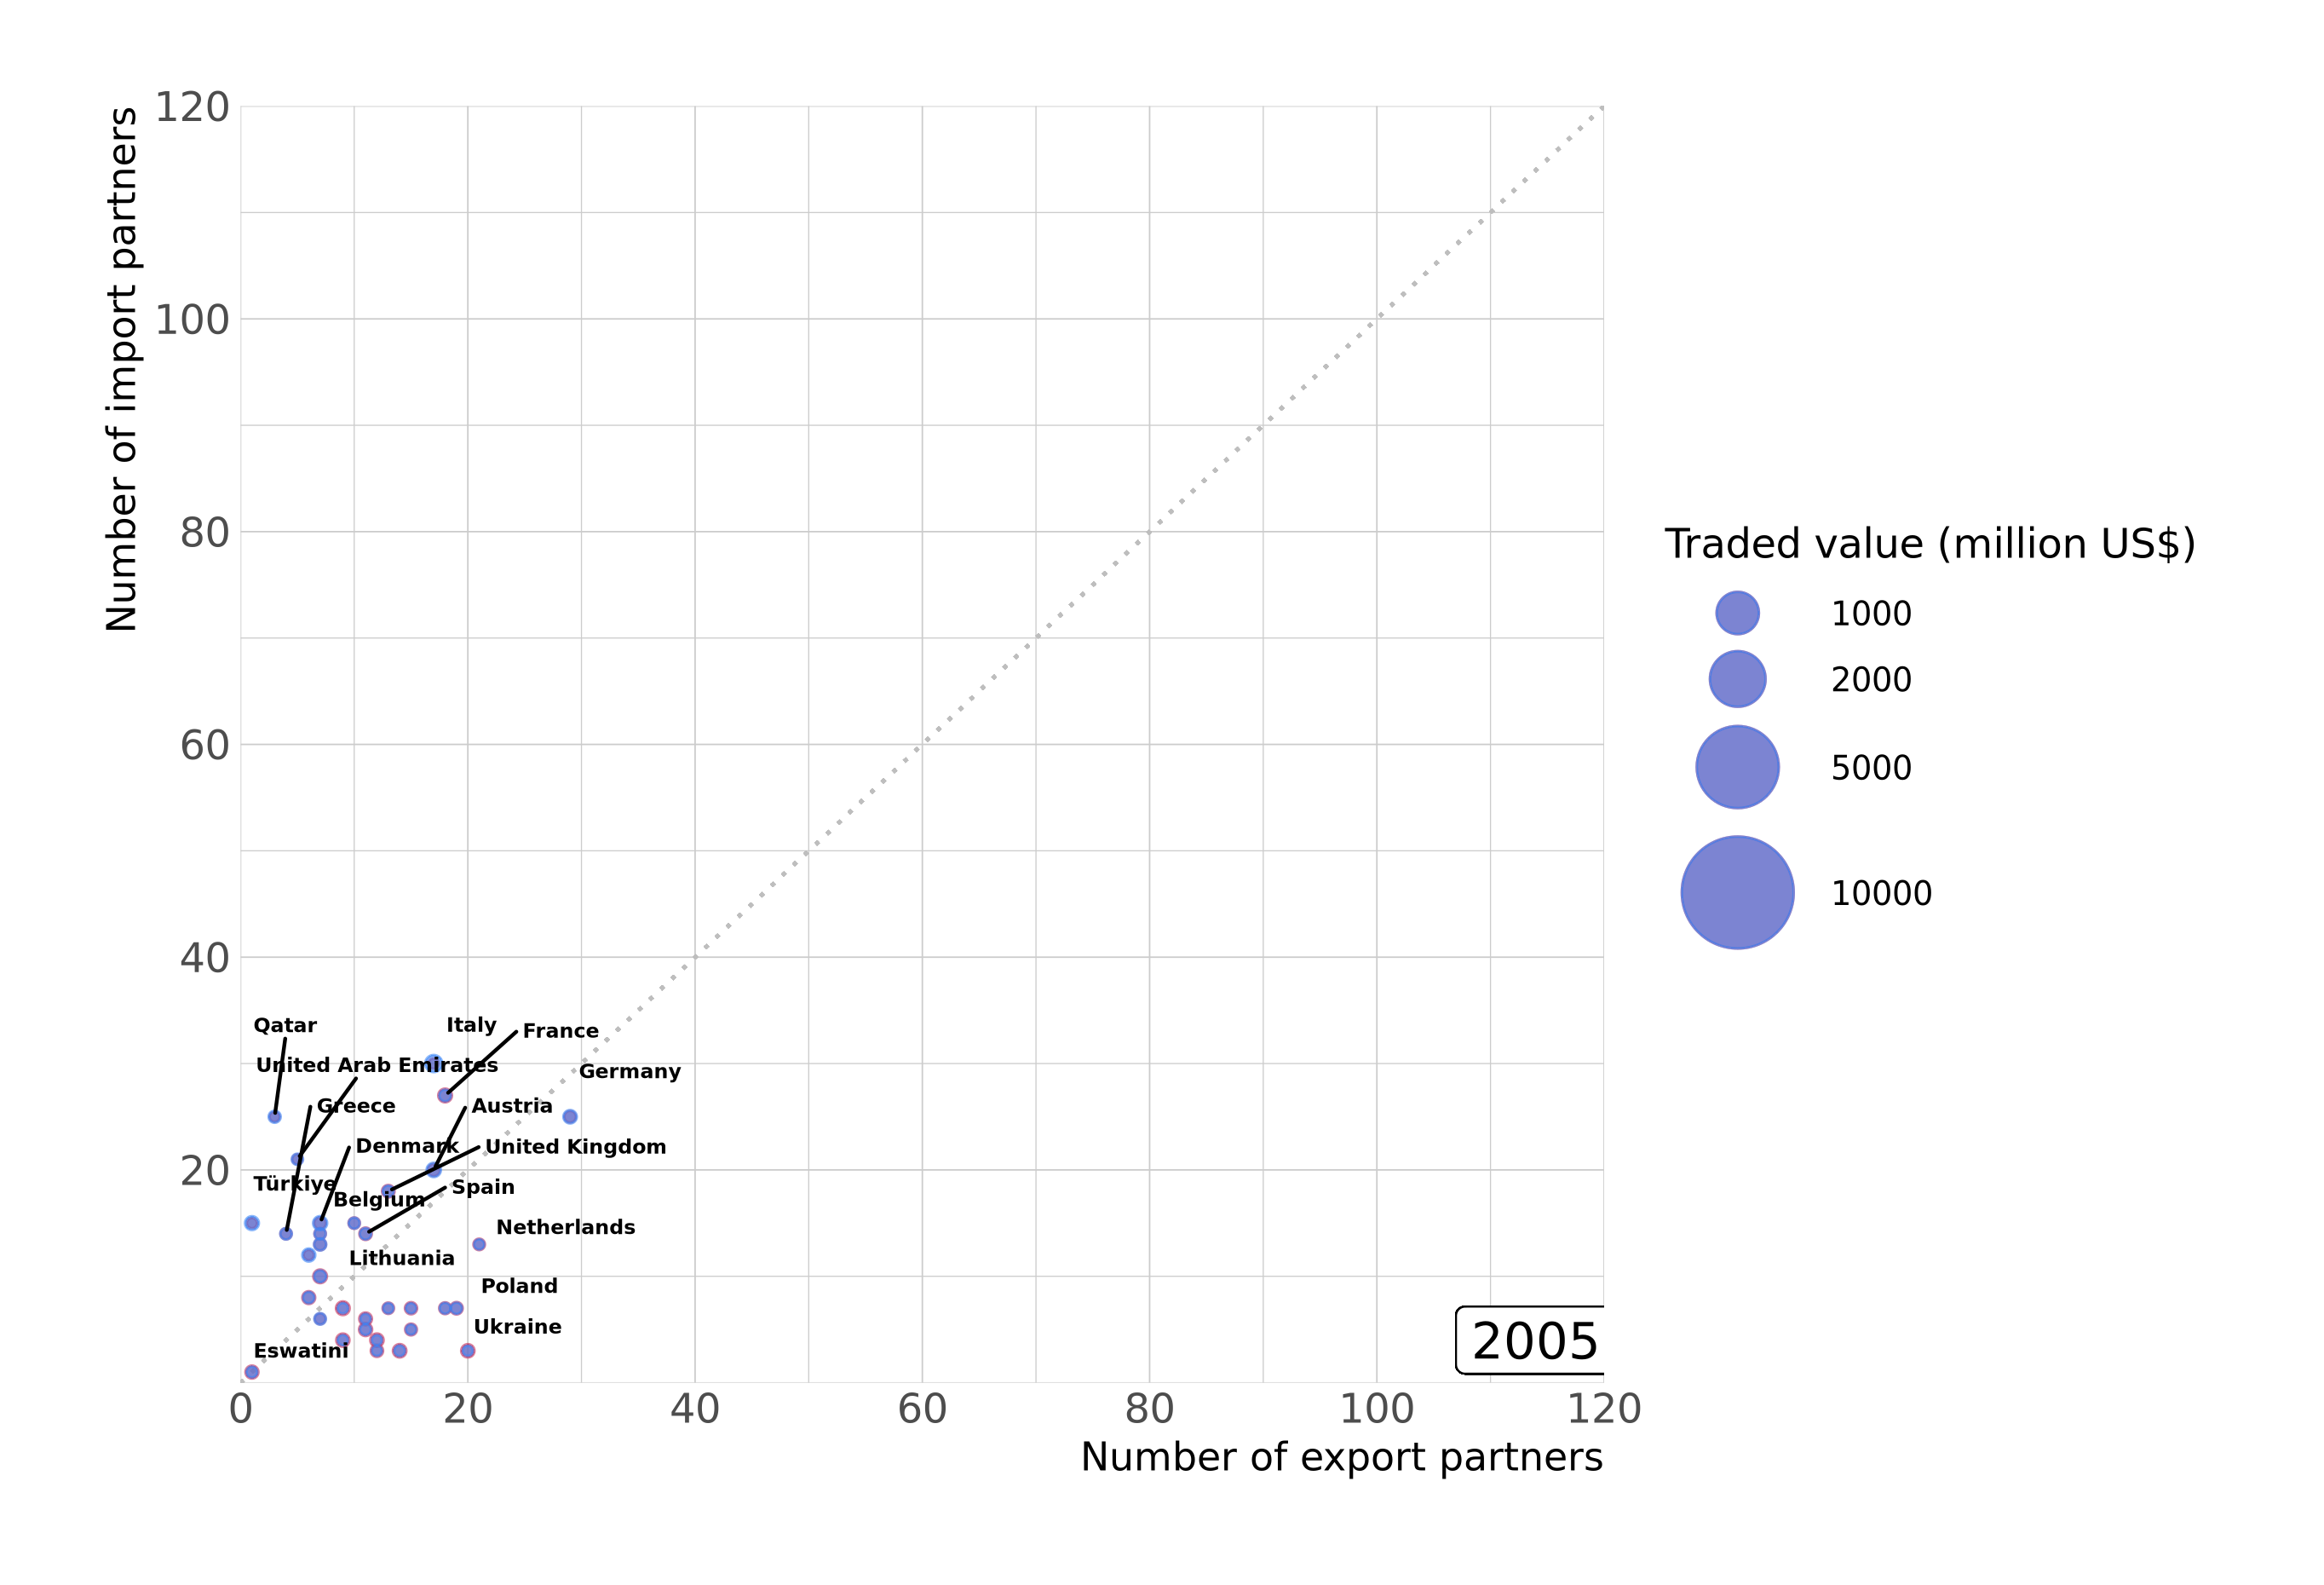 Number of import partners
120
100
80
60
40
20
Qatar
Italy
France
United Arab Emirates
Germany
Greece
Austria
Denmark
United Kingdom
Türkiye
Spain
Belgium
Netherlands
Lithuania
Poland
Ukraine
Eswatini
2005
0
20
40
60
80
100
120
Number of export partners
Traded value (million US$)
1000
2000
5000
10000